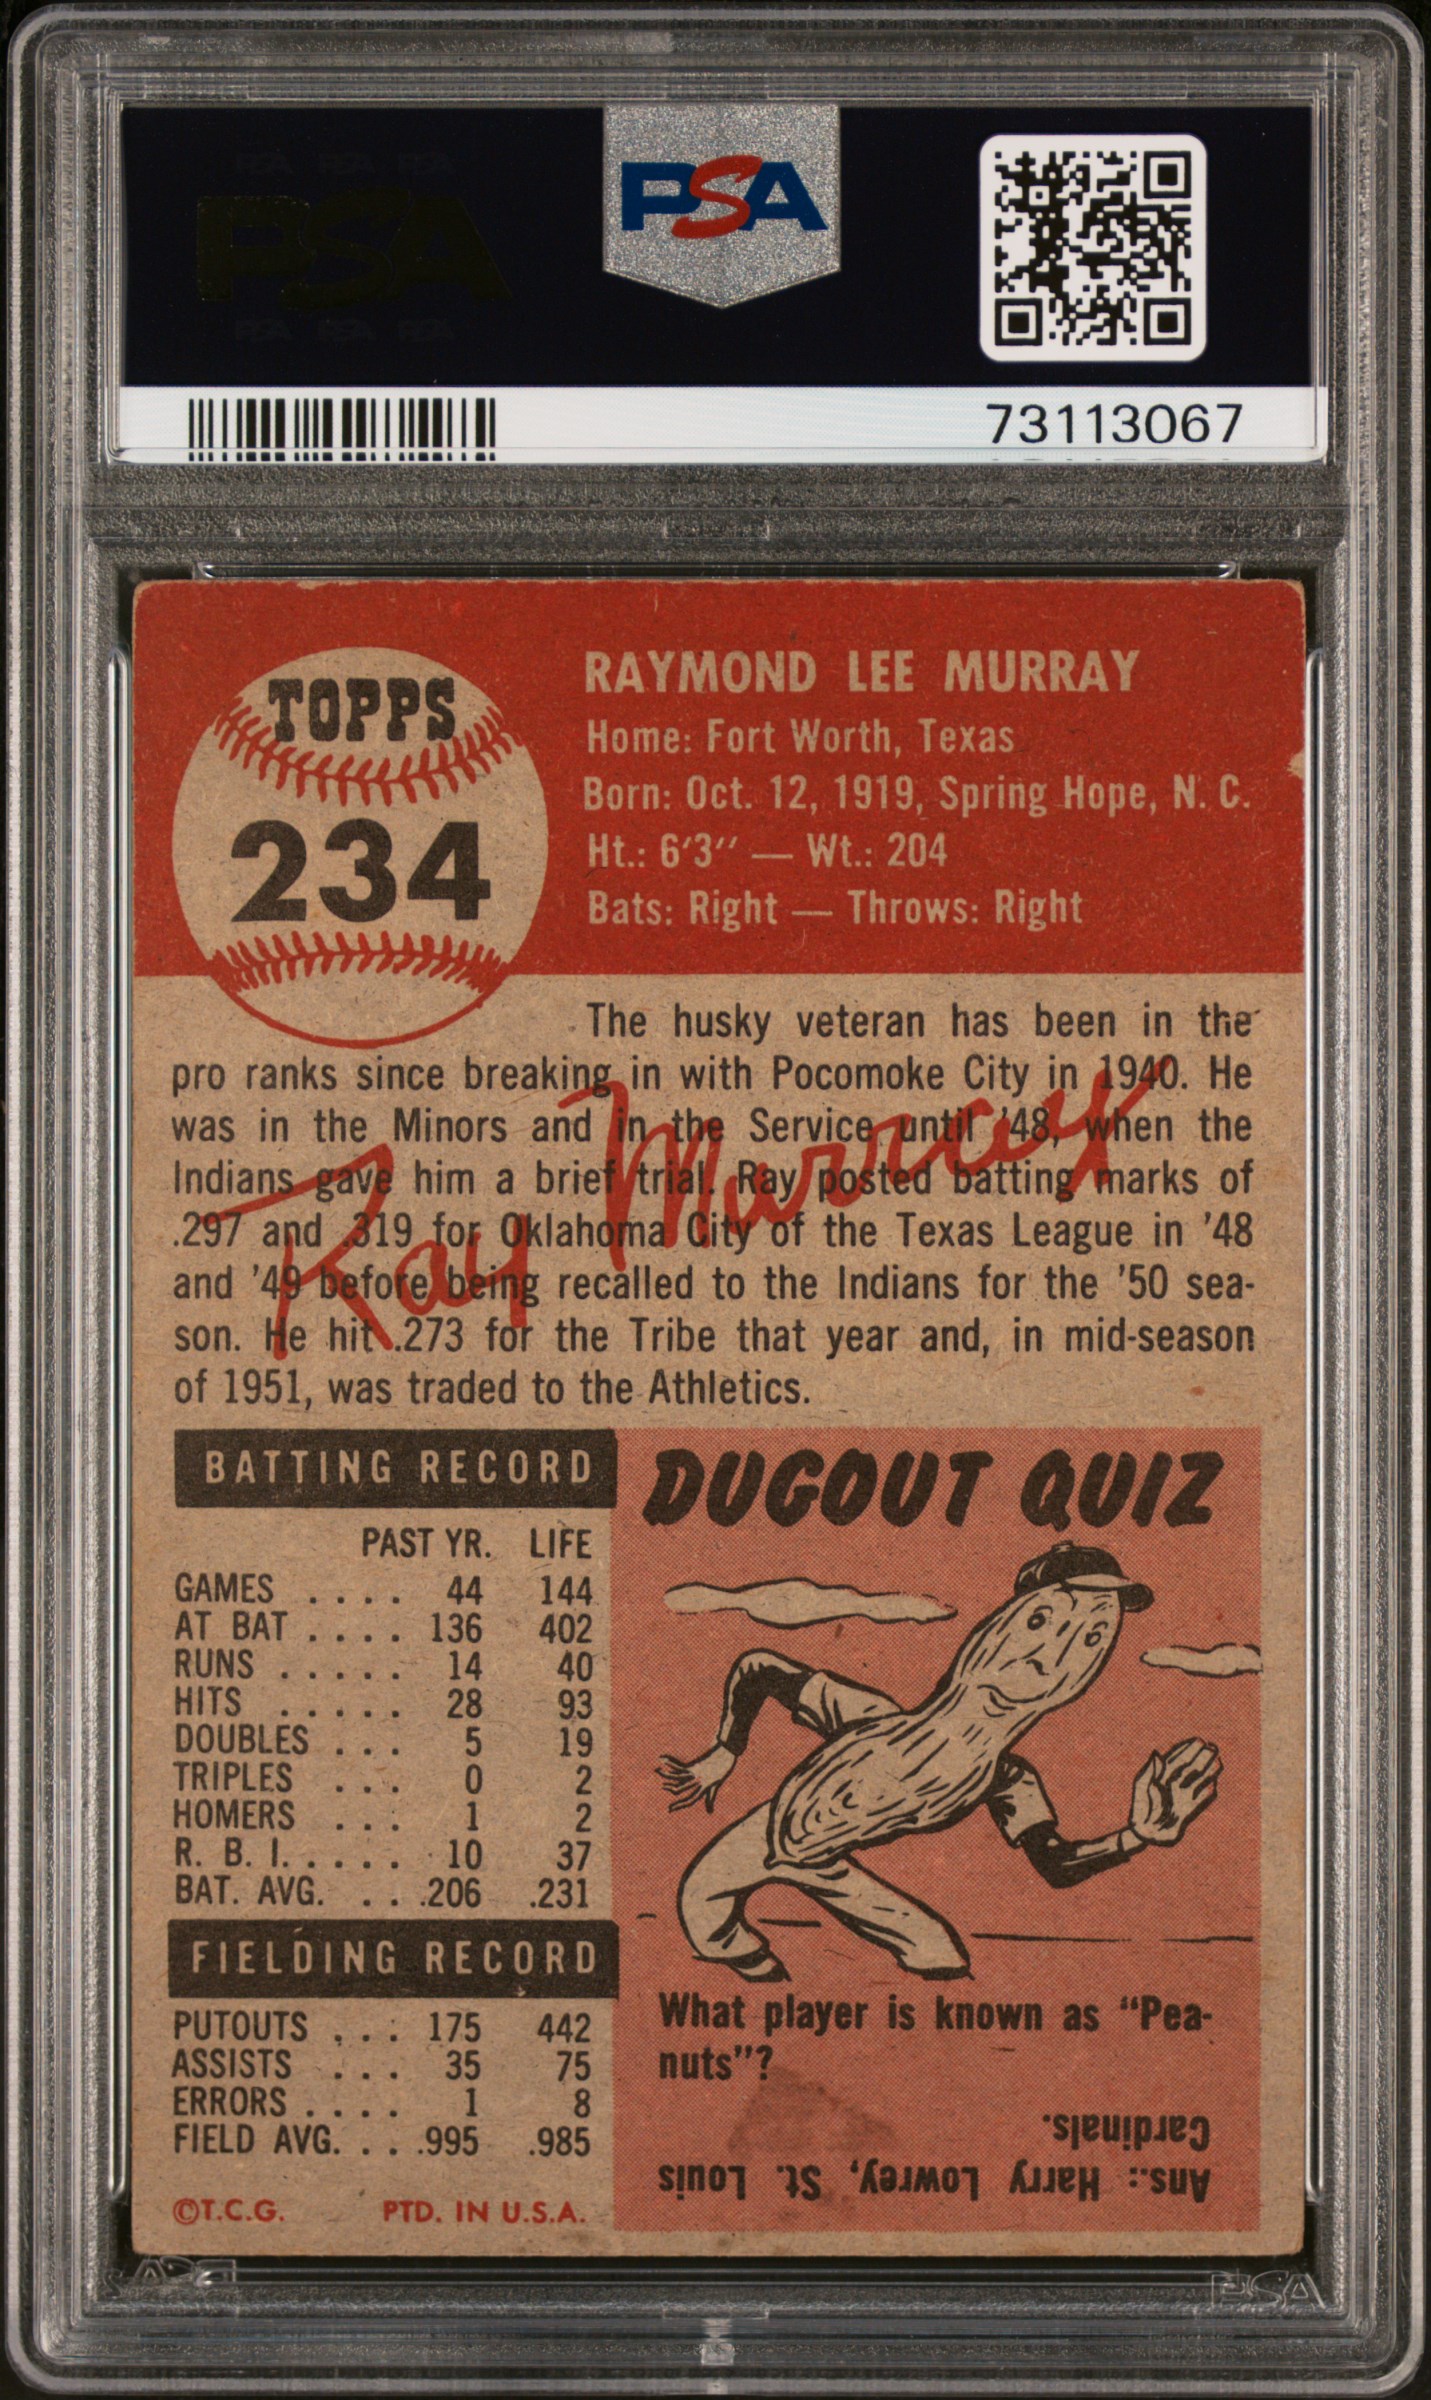 PSA
PSA
73113067
TOPPS
234
RAYMOND LEE MURRAY
Home: Fort Worth, Texas
Born: Oct. 12, 1919, Spring Hope, N. C.
Ht.: 6'3'' — Wt.: 204
Bats: Right — Throws: Right
The husky veteran has been in the
pro ranks since breaking in with Pocomoke City in 1940. He
was in the Minors and in the Service until '48, when the
Indians gave him a brief trial. Ray posted batting marks of
.297 and .319 for Oklahoma City of the Texas League in '48
and '49 before being recalled to the Indians for the '50 sea-
son. He hit .273 for the Tribe that year and, in mid-season
of 1951, was traded to the Athletics.
Ray Murray
BATTING RECORD
PAST YR. LIFE
GAMES .... 44 144
AT BAT .... 136 402
RUNS ..... 14 40
HITS ..... 28 93
DOUBLES ... 5 19
TRIPLES ... 0 2
HOMERS ... 1 2
R. B. I. .... 10 37
BAT. AVG. .. .206 .231
FIELDING RECORD
PUTOUTS ... 175 442
ASSISTS ... 35 75
ERRORS .... 1 8
FIELD AVG. ... .995 .985
©T.C.G. PTD. IN U.S.A.
DUGOUT QUIZ
What player is known as "Pea-
nuts"?
Ans.: Harry Lowrey, St. Louis
Cardinals.
PSA
PSA